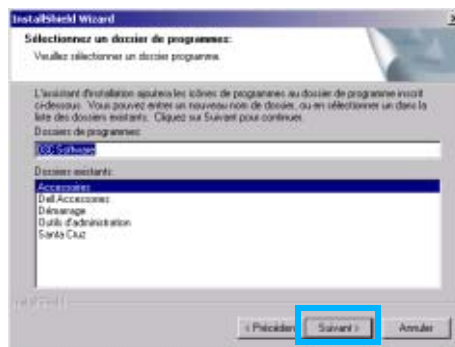 InstallShield Wizard
Sélectionnez un dossier de programmes:
Veuillez sélectionner un dossier programme.
L'assistant d'installation ajoutera les icônes de programmes au dossier de programme inscrit
ci-dessous. Vous pouvez entrer un nouveau nom de dossier, ou en sélectionner un dans la
liste des dossiers existants. Cliquez sur Suivant pour continuer.
Dossiers de programmes:
Software
Dossiers existants:
Accessoires
Dell Accessories
Démarrage
Outils d'administration
Santa Cruz
< Précédent
Suivant >
Annuler